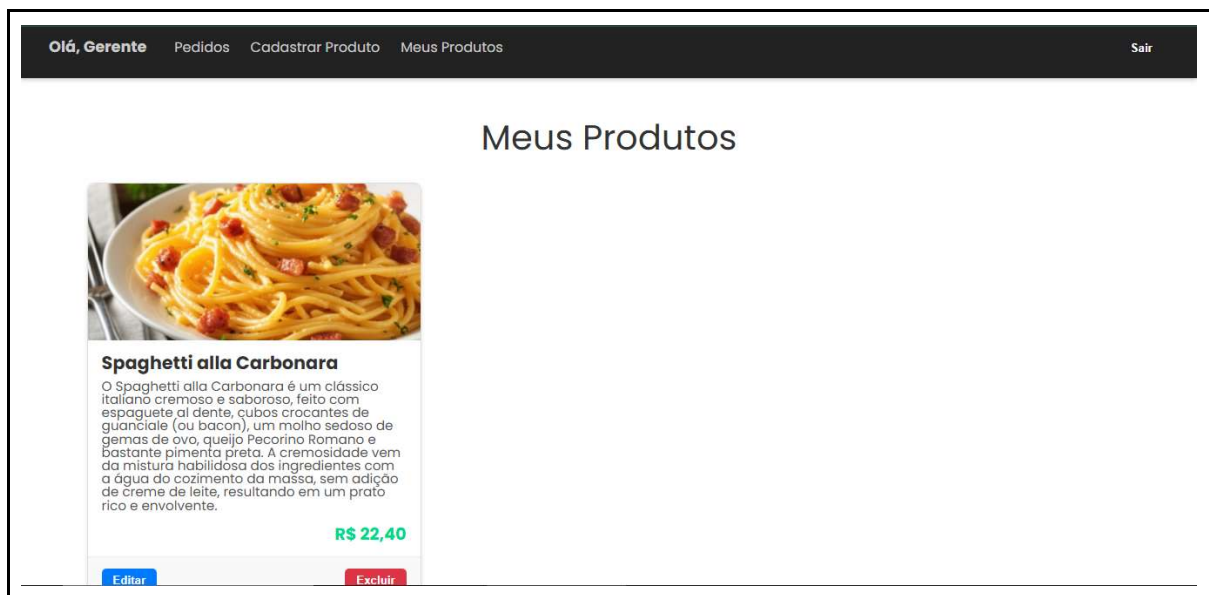 Olá, Gerente Pedidos Cadastrar Produto Meus Produtos Sair
Meus Produtos
Spaghetti alla Carbonara
O Spaghetti alla Carbonara é um clássico
italiano cremoso e saboroso, feito com
espaguete al dente, cubos crocantes de
guanciale (ou bacon), um molho sedoso de
gemas de ovo, queijo Pecorino Romano e
bastante pimenta preta. A cremosidade vem
da mistura habilidosa dos ingredientes com
a água do cozimento da massa, sem adição
de creme de leite, resultando em um prato
rico e envolvente.
R$ 22,40
Editar Excluir